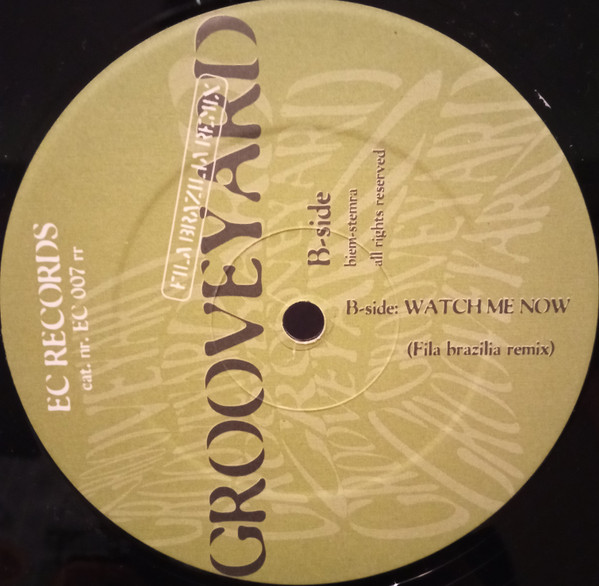 EC RECORDS
cat. nr. EC 007 rr
FILA BRAZILIA REMIX
GROOVEYARD
B-side
biem-stemra
all rights reserved
B-side: WATCH ME NOW
(Fila brazilia remix)